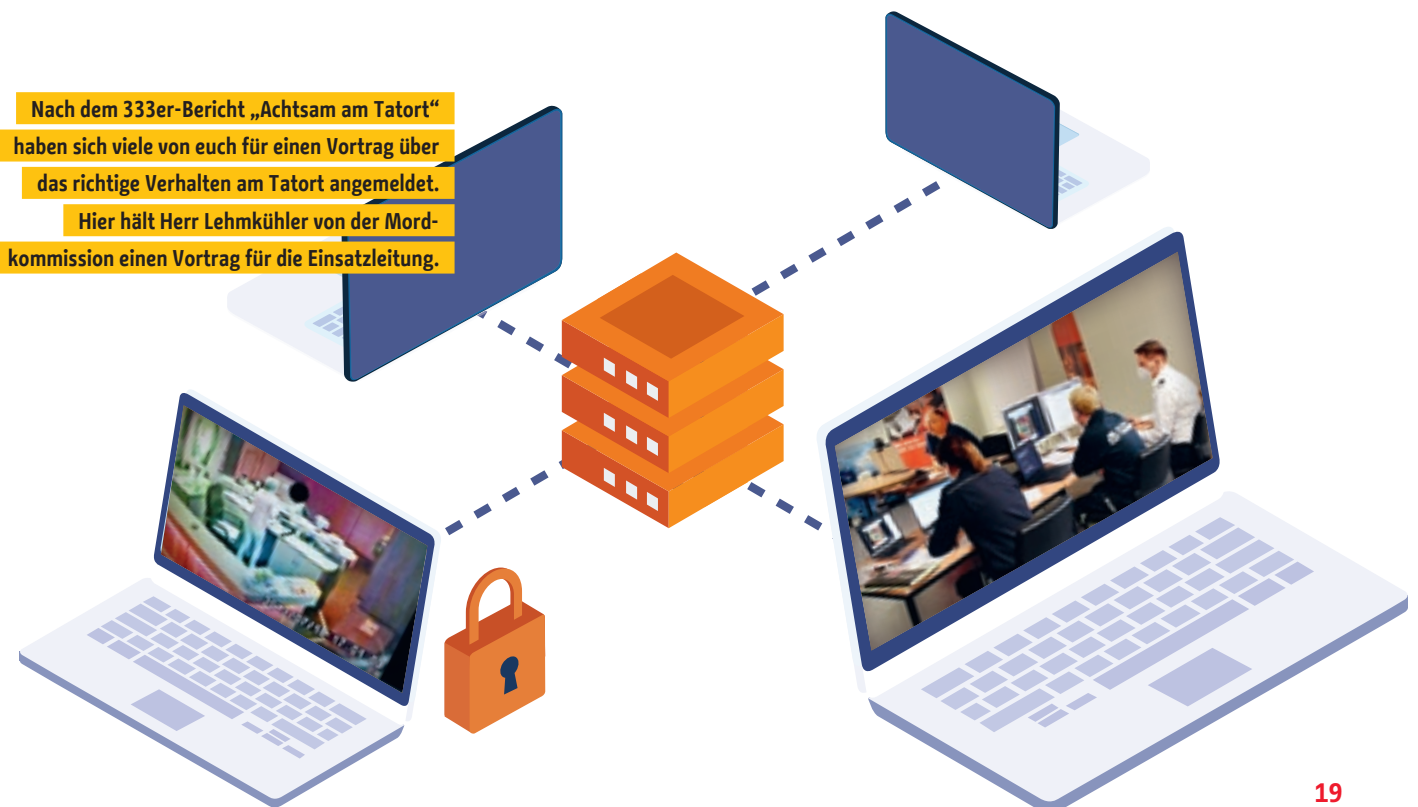 Nach dem 333er-Bericht „Achtsam am Tatort“
haben sich viele von euch für einen Vortrag über
das richtige Verhalten am Tatort angemeldet.
Hier hält Herr Lehmkühler von der Mord-
kommission einen Vortrag für die Einsatzleitung.
19